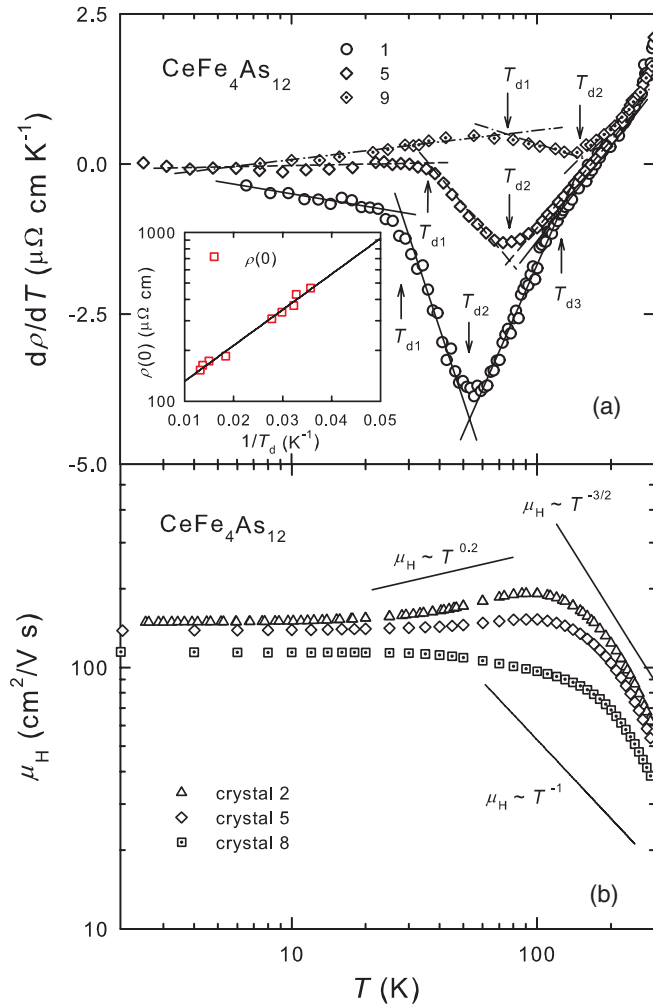 2.5
CeFe4As12
1
5
9
Td1
Td2
0.0
Td1
Td2
Td3
Td1
Td2
-2.5
-5.0
dρ/dT (μΩ cm K-1)
1000
ρ(0)
100
ρ(0) (μΩ cm)
0.01 0.02 0.03 0.04 0.05
1/Td (K-1)
(a)
CeFe4As12
μH ~ T-3/2
μH ~ T0.2
100
μH (cm2/V s)
crystal 2
crystal 5
crystal 8
μH ~ T-1
(b)
10
10 100
T (K)